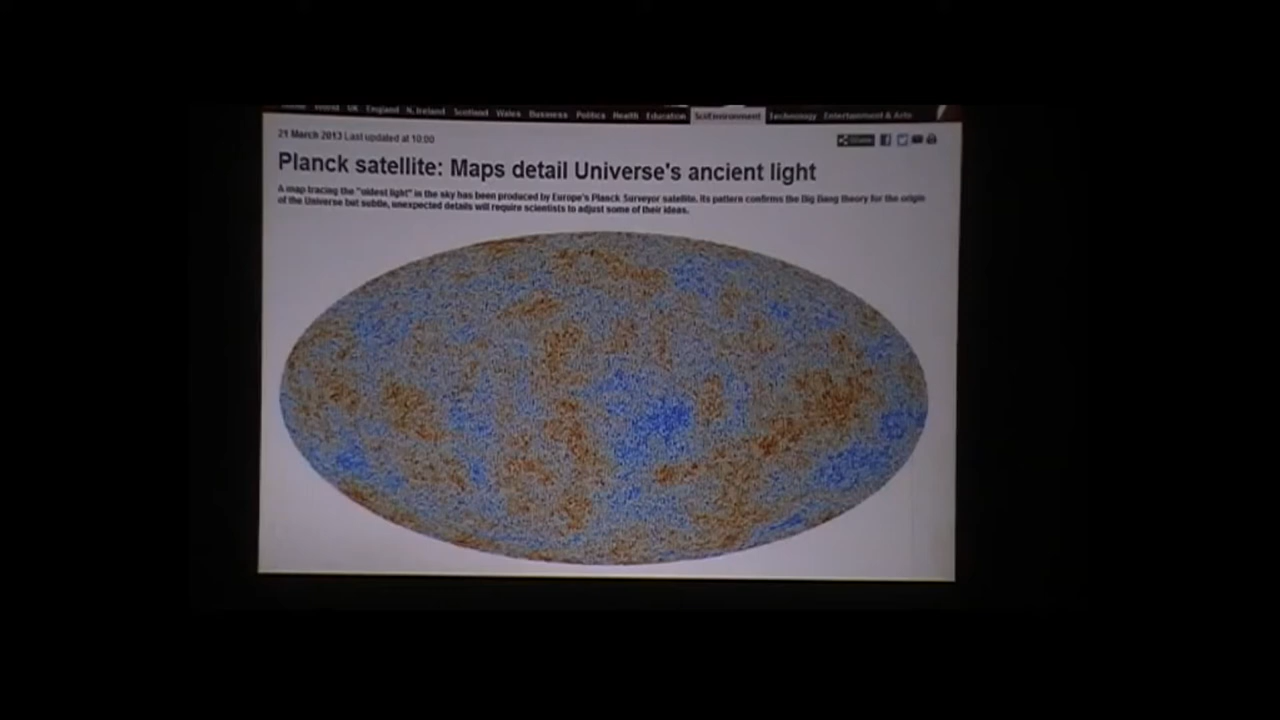 Home World UK England N. Ireland Scotland Wales Business Politics Health Education Sci/Environment Technology Entertainment & Arts
21 March 2013 Last updated at 10:00
Share
Planck satellite: Maps detail Universe's ancient light
A map tracing the "oldest light" in the sky has been produced by Europe's Planck Surveyor satellite. Its pattern confirms the Big Bang theory for the origin
of the Universe but subtle, unexpected details will require scientists to adjust some of their ideas.